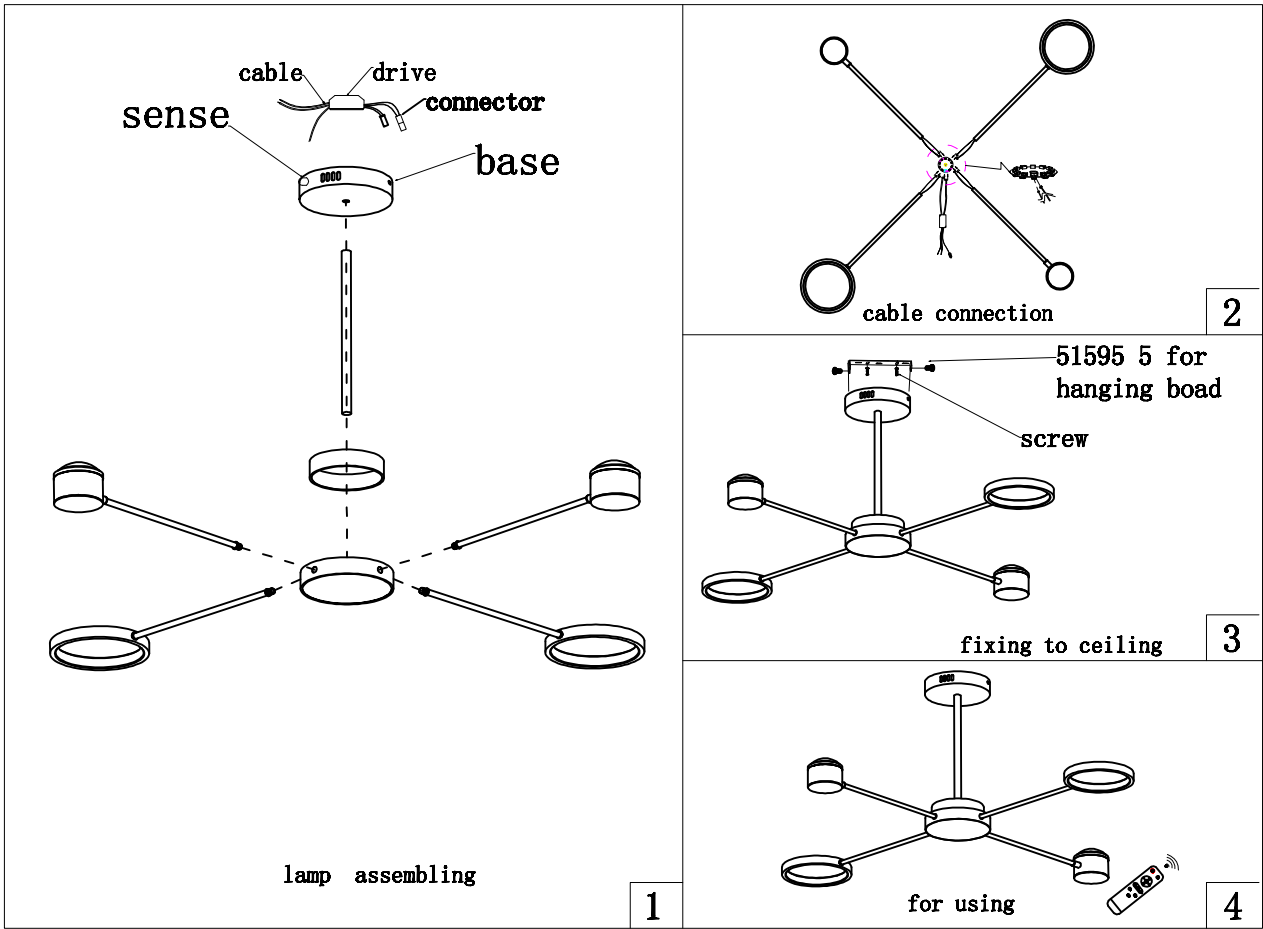 cable
drive
connector
sense
base
lamp assembling
1
cable connection
2
51595 5 for
hanging boad
screw
fixing to ceiling
3
for using
4